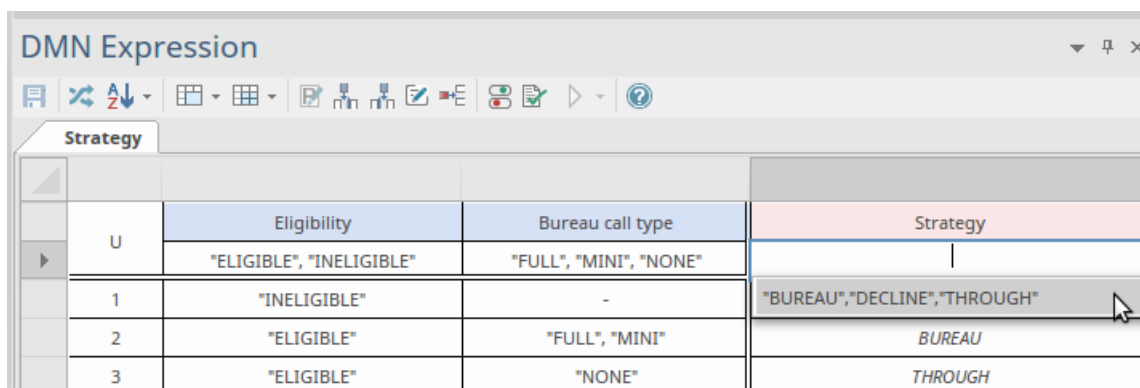 DMN Expression
Strategy
U Eligibility Bureau call type Strategy
"ELIGIBLE", "INELIGIBLE" "FULL", "MINI", "NONE"
1 "INELIGIBLE" - "BUREAU","DECLINE","THROUGH"
2 "ELIGIBLE" "FULL", "MINI" BUREAU
3 "ELIGIBLE" "NONE" THROUGH